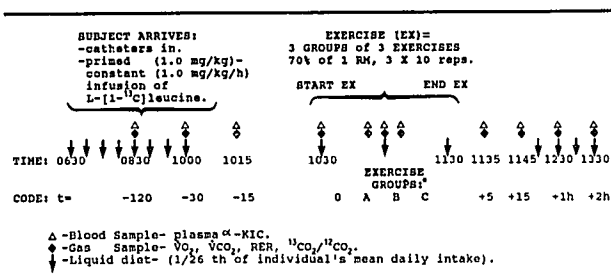 SUBJECT ARRIVES:
-catheters in.
-primed (1.0 mg/kg)-
constant (1.0 mg/kg/h)
infusion of
L-[1-¹³C]leucine.
EXERCISE (EX)=
3 GROUPS of 3 EXERCISES
70% of 1 RM, 3 X 10 reps.
START EX END EX
TIME: 0630 0830 1000 1015 1030 1130 1135 1145 1230 1330
EXERCISE
GROUPS:*
CODE: t= -120 -30 -15 0 A B C +5 +15 +1h +2h
△ -Blood Sample- plasma α-KIC.
◆ -Gas Sample- V̇O₂, V̇CO₂, RER, ¹³CO₂/¹²CO₂.
↓ -Liquid diet- (1/26 th of individual's mean daily intake).